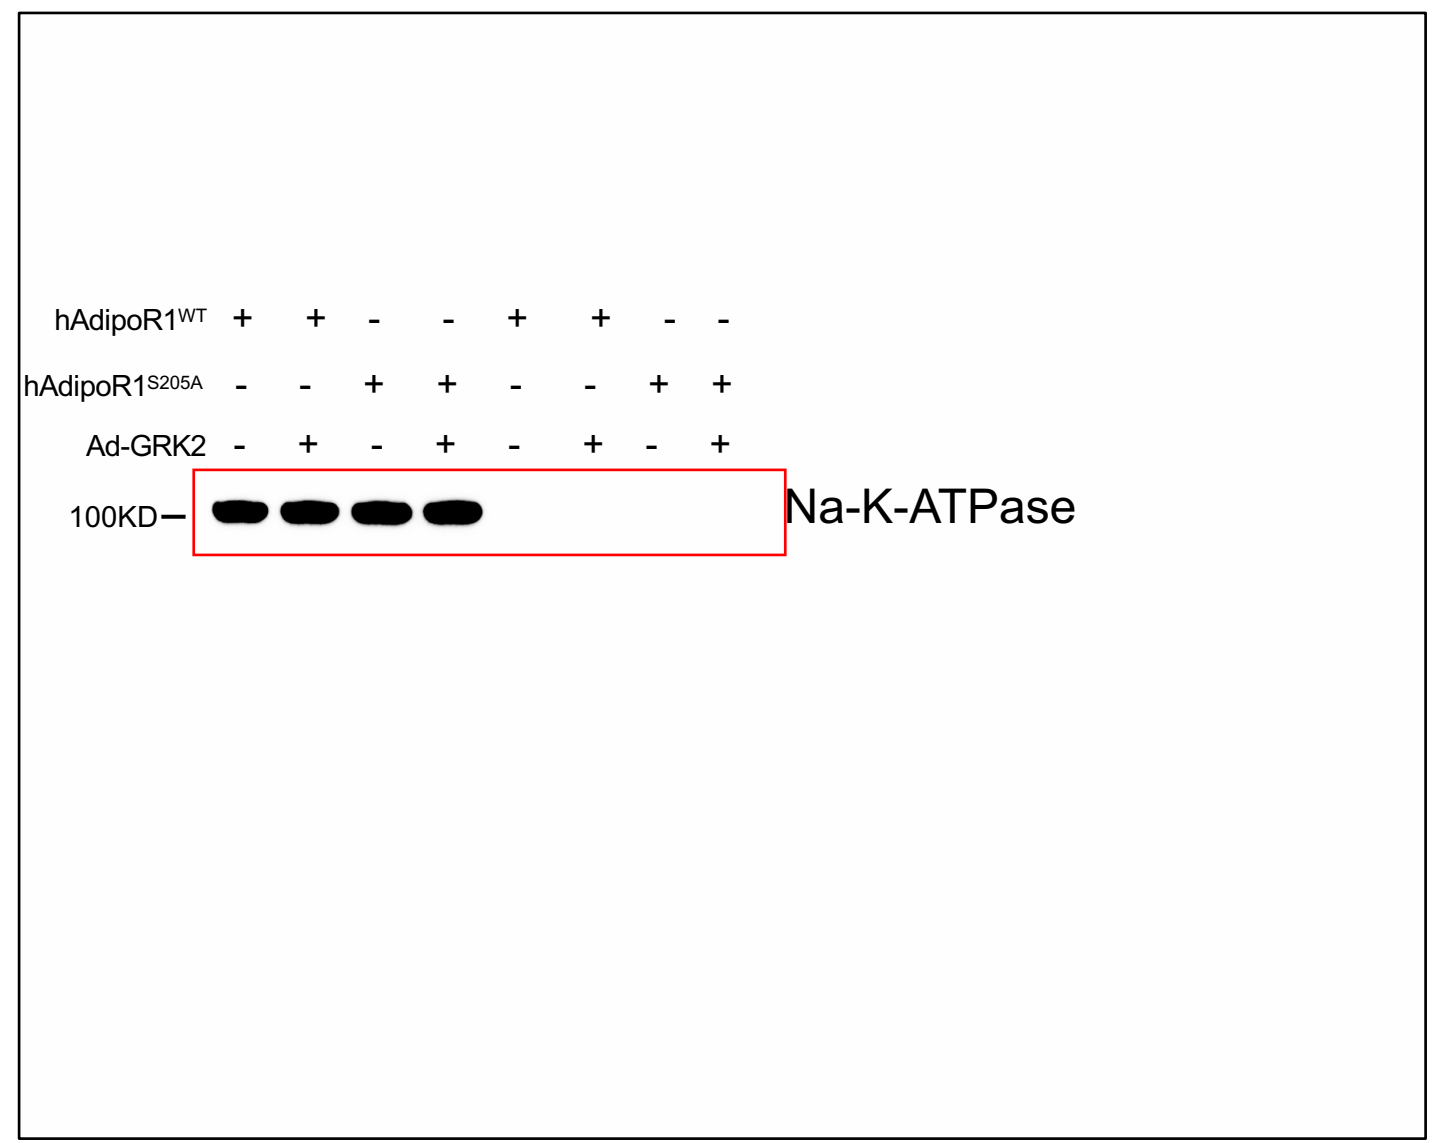 hAdipoR1WT + + - - + + - -
hAdipoR1S205A - - + + - - + +
Ad-GRK2 - + - + - + - +
100KD Na-K-ATPase